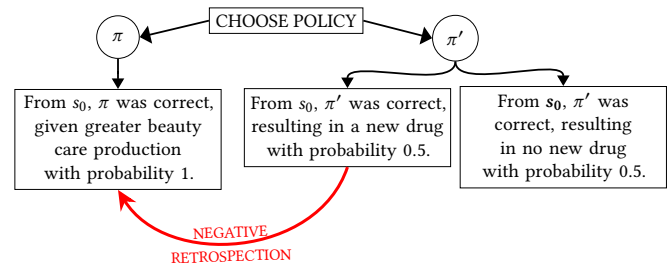 CHOOSE POLICY
π
π′
From s₀, π was correct,
given greater beauty
care production
with probability 1.
From s₀, π′ was correct,
resulting in a new drug
with probability 0.5.
From s₀, π′ was
correct, resulting
in no new drug
with probability 0.5.
NEGATIVE
RETROSPECTION